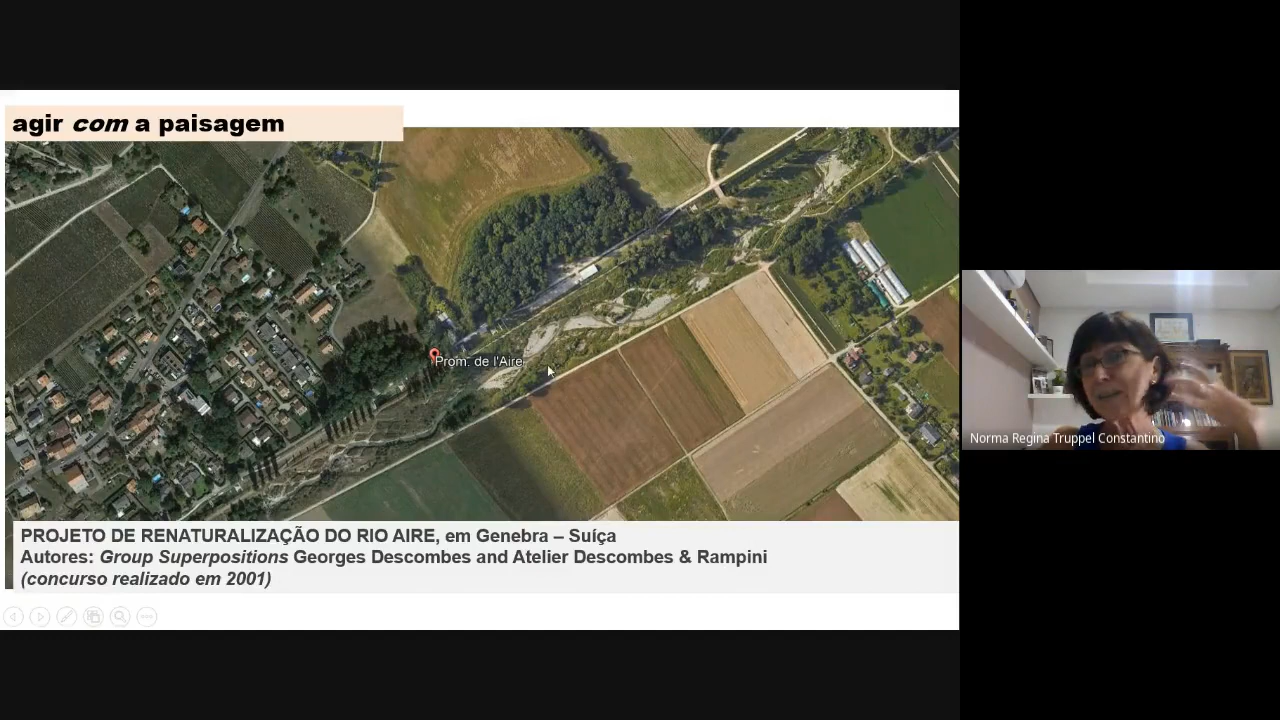 agir com a paisagem
Prom. de l'Aire
PROJETO DE RENATURALIZAÇÃO DO RIO AIRE, em Genebra – Suíça
Autores: Group Superpositions Georges Descombes and Atelier Descombes & Rampini
(concurso realizado em 2001)
Norma Regina Truppel Constantino